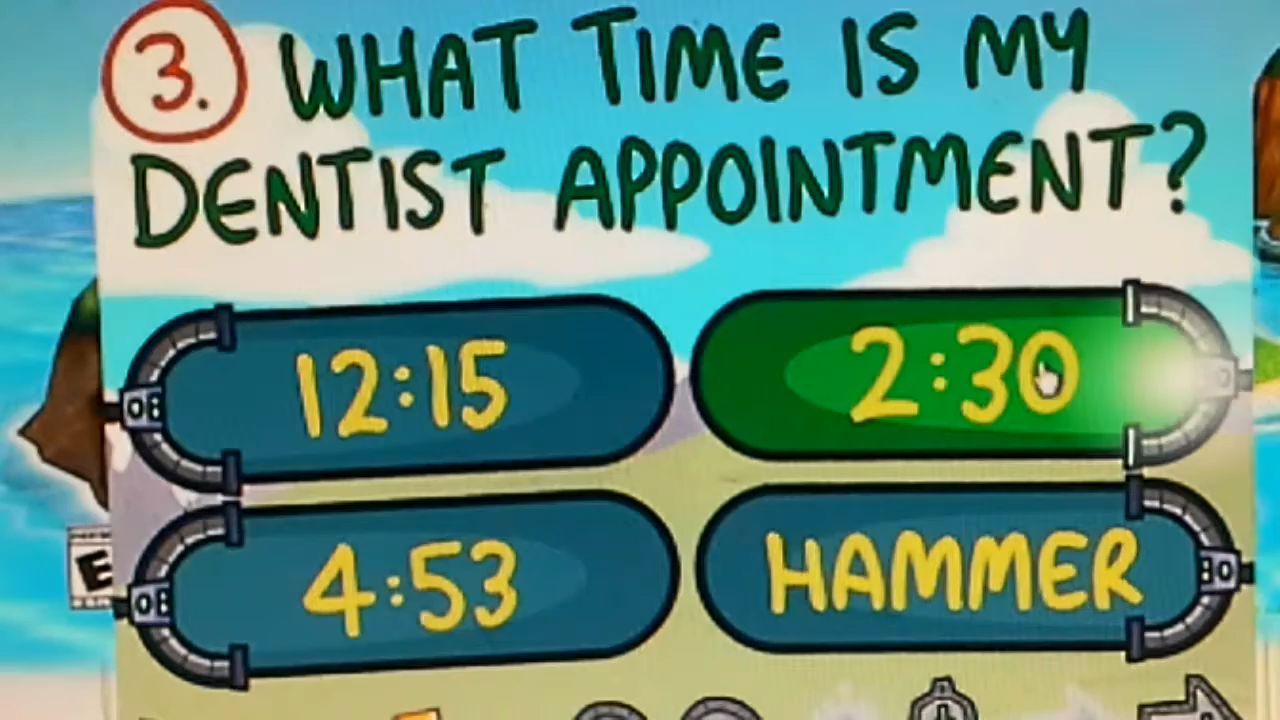 3. WHAT TIME IS MY
DENTIST APPOINTMENT?
12:15
2:30
4:53
HAMMER
E